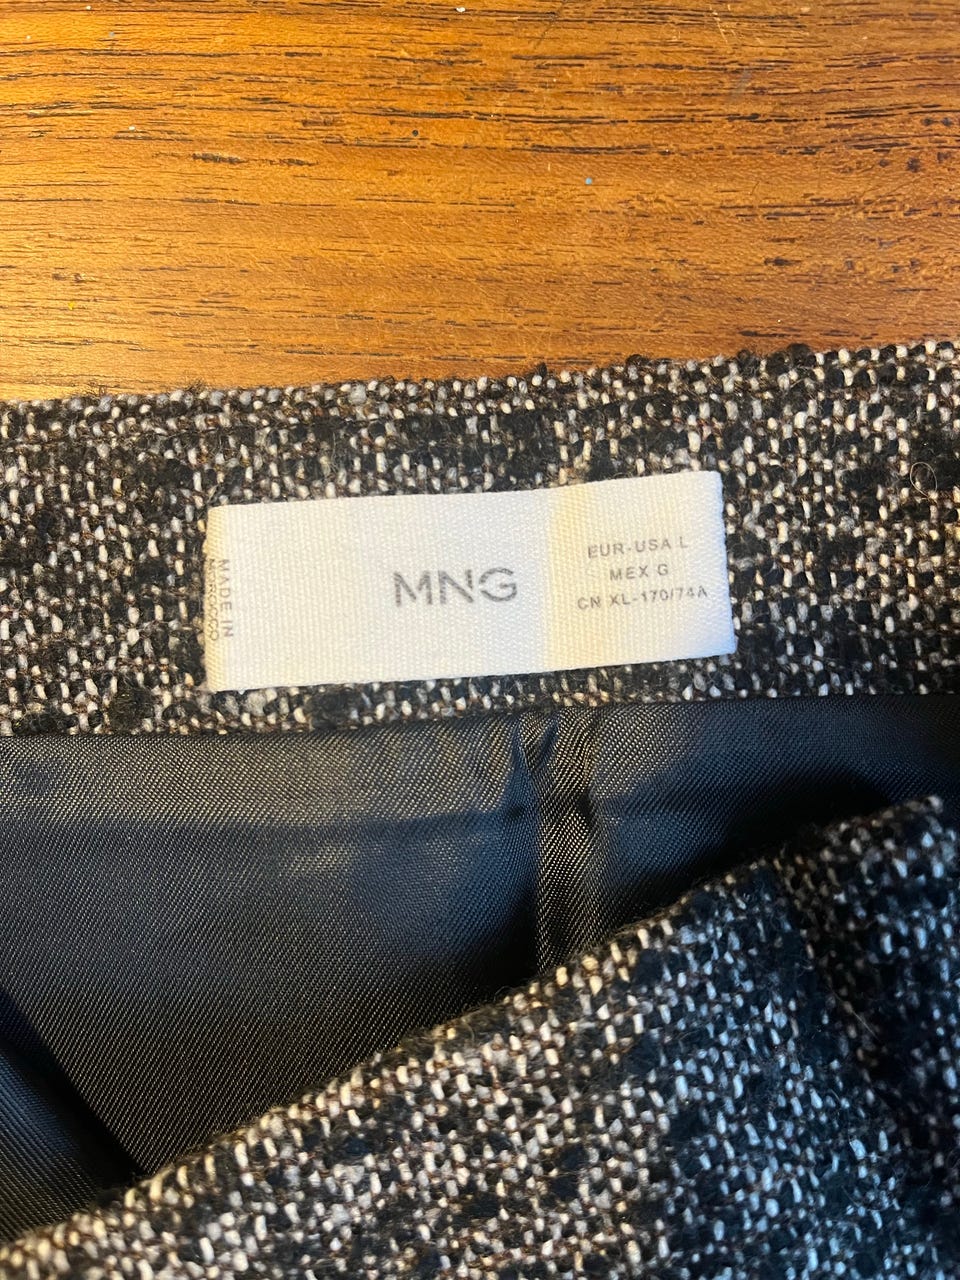 MADE IN
MOROCCO
MNG
EUR-USA L
MEX G
CN XL-170/74A